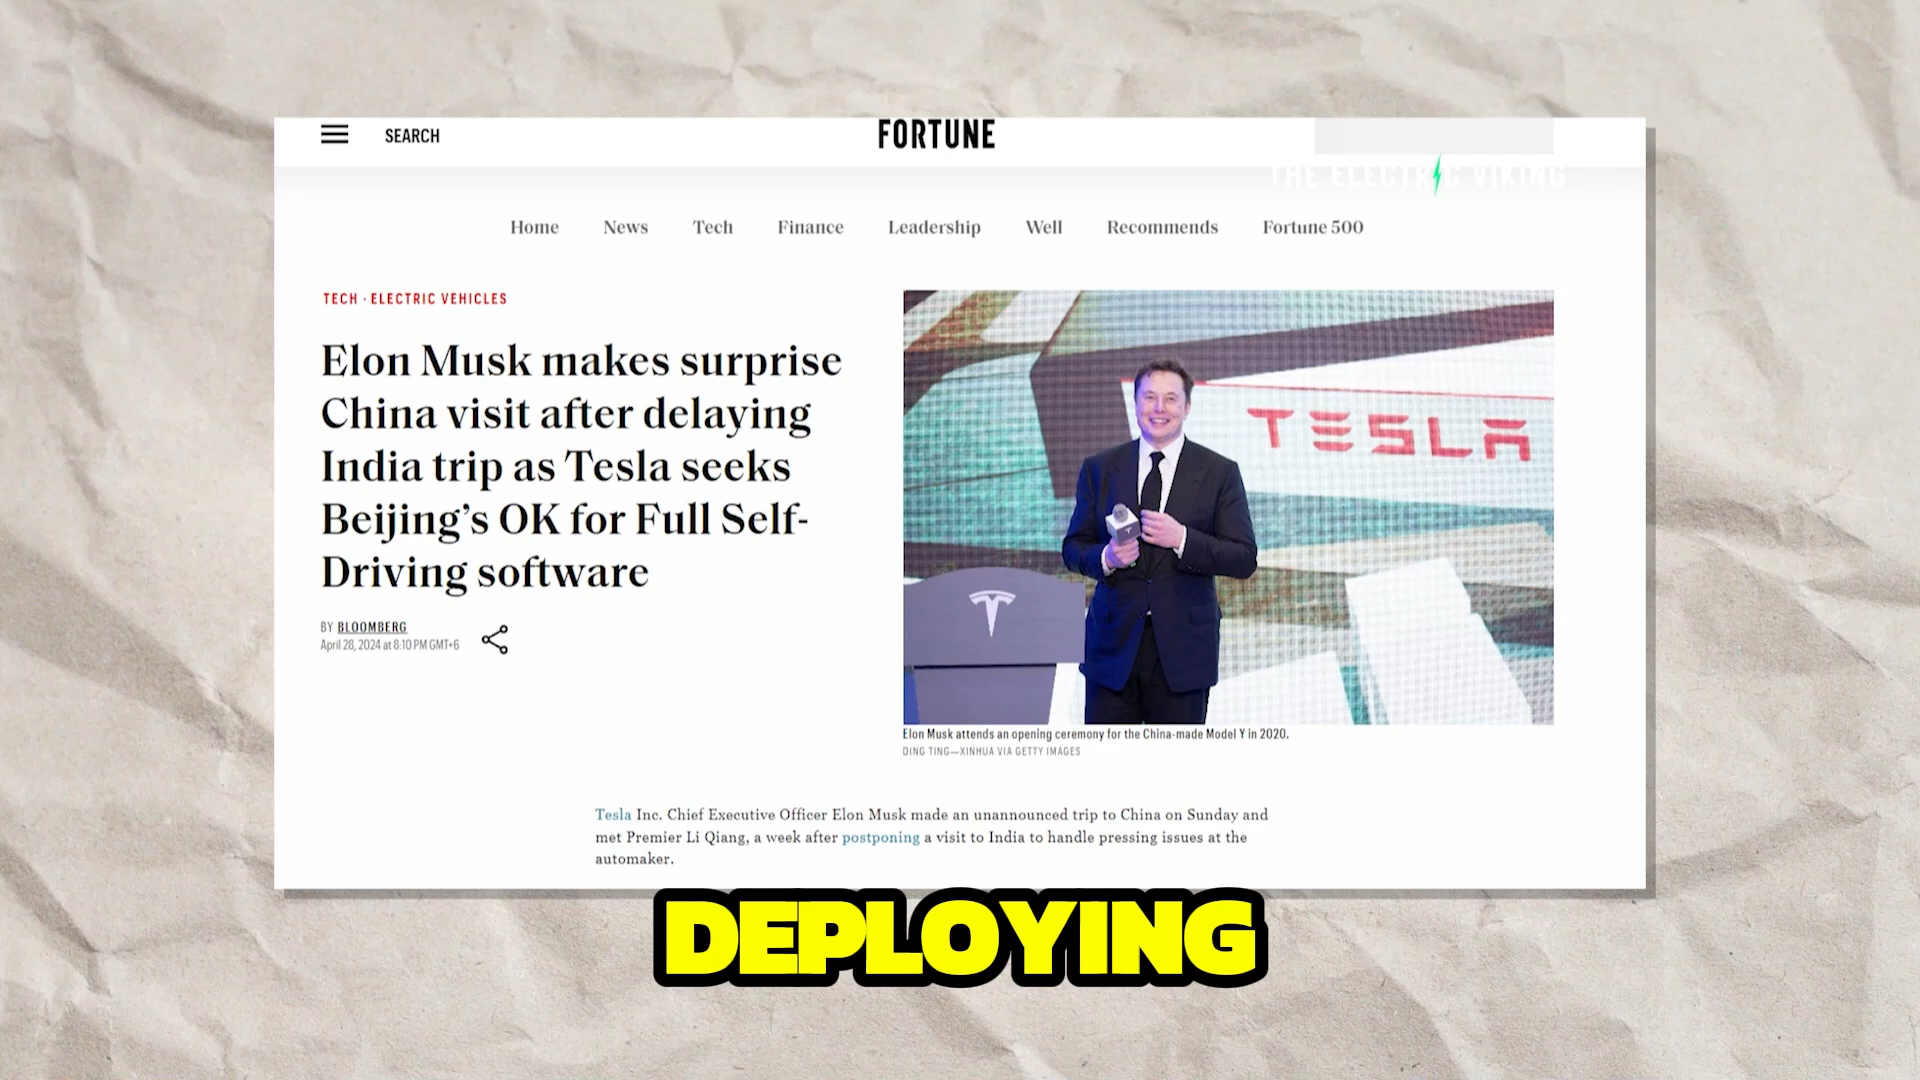 SEARCH
FORTUNE
THE ELECTRIC VIKING
Home News Tech Finance Leadership Well Recommends Fortune 500
TECH · ELECTRIC VEHICLES
Elon Musk makes surprise
China visit after delaying
India trip as Tesla seeks
Beijing's OK for Full Self-
Driving software
BY BLOOMBERG
April 28, 2024 at 8:10 PM GMT+6
TESLA
Elon Musk attends an opening ceremony for the China-made Model Y in 2020.
DING TING—XINHUA VIA GETTY IMAGES
Tesla Inc. Chief Executive Officer Elon Musk made an unannounced trip to China on Sunday and
met Premier Li Qiang, a week after postponing a visit to India to handle pressing issues at the
automaker.
DEPLOYING